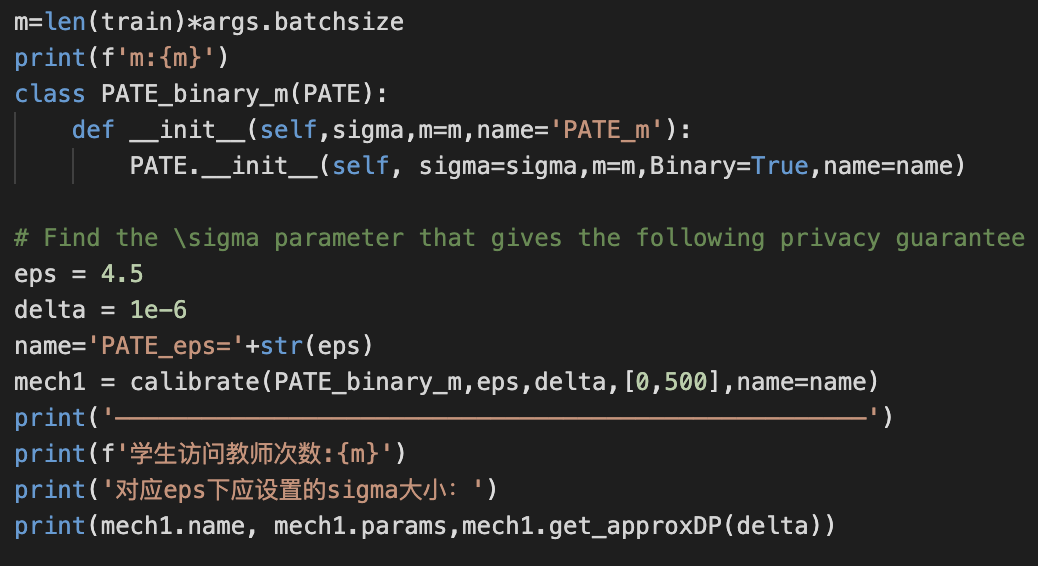 m=len(train)*args.batchsize
print(f'm:{m}')
class PATE_binary_m(PATE):
    def __init__(self,sigma,m=m,name='PATE_m'):
        PATE.__init__(self, sigma=sigma,m=m,Binary=True,name=name)
# Find the \sigma parameter that gives the following privacy guarantee
eps = 4.5
delta = 1e-6
name='PATE_eps='+str(eps)
mech1 = calibrate(PATE_binary_m,eps,delta,[0,500],name=name)
print('————————————————————————————————————————————————————')
print(f'学生访问教师次数:{m}')
print('对应eps下应设置的sigma大小：')
print(mech1.name, mech1.params,mech1.get_approxDP(delta))